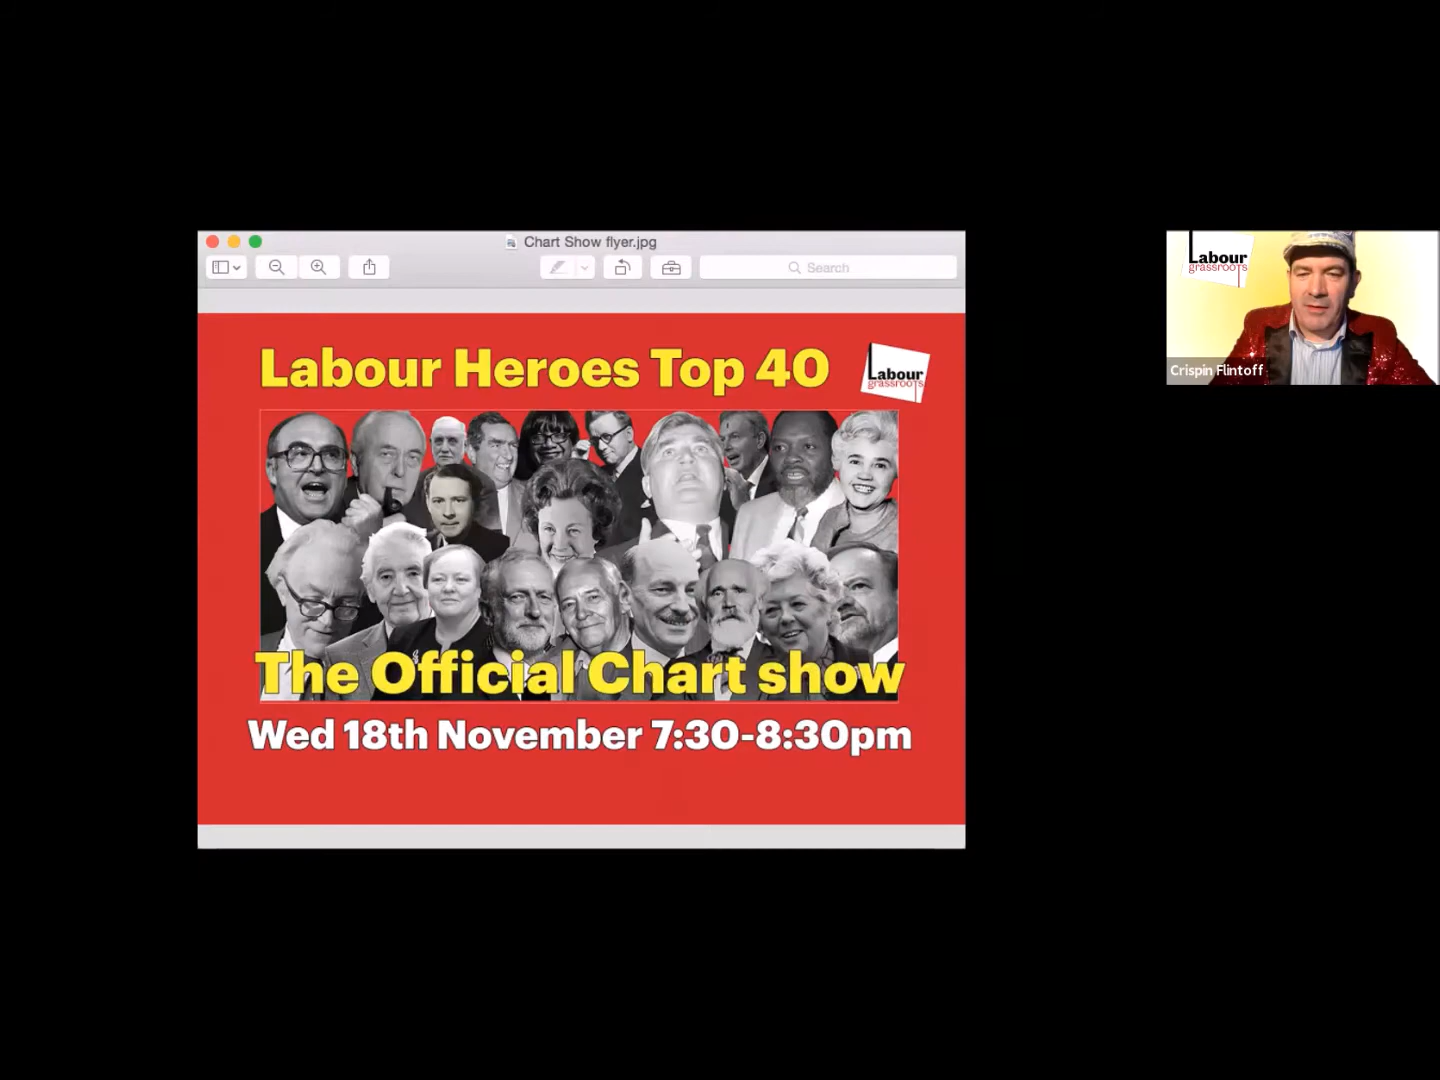 Chart Show flyer.jpg
Search
Labour Heroes Top 40
Labour
grassroots
The Official Chart show
Wed 18th November 7:30-8:30pm
Labour
grassroots
Crispin Flintoff